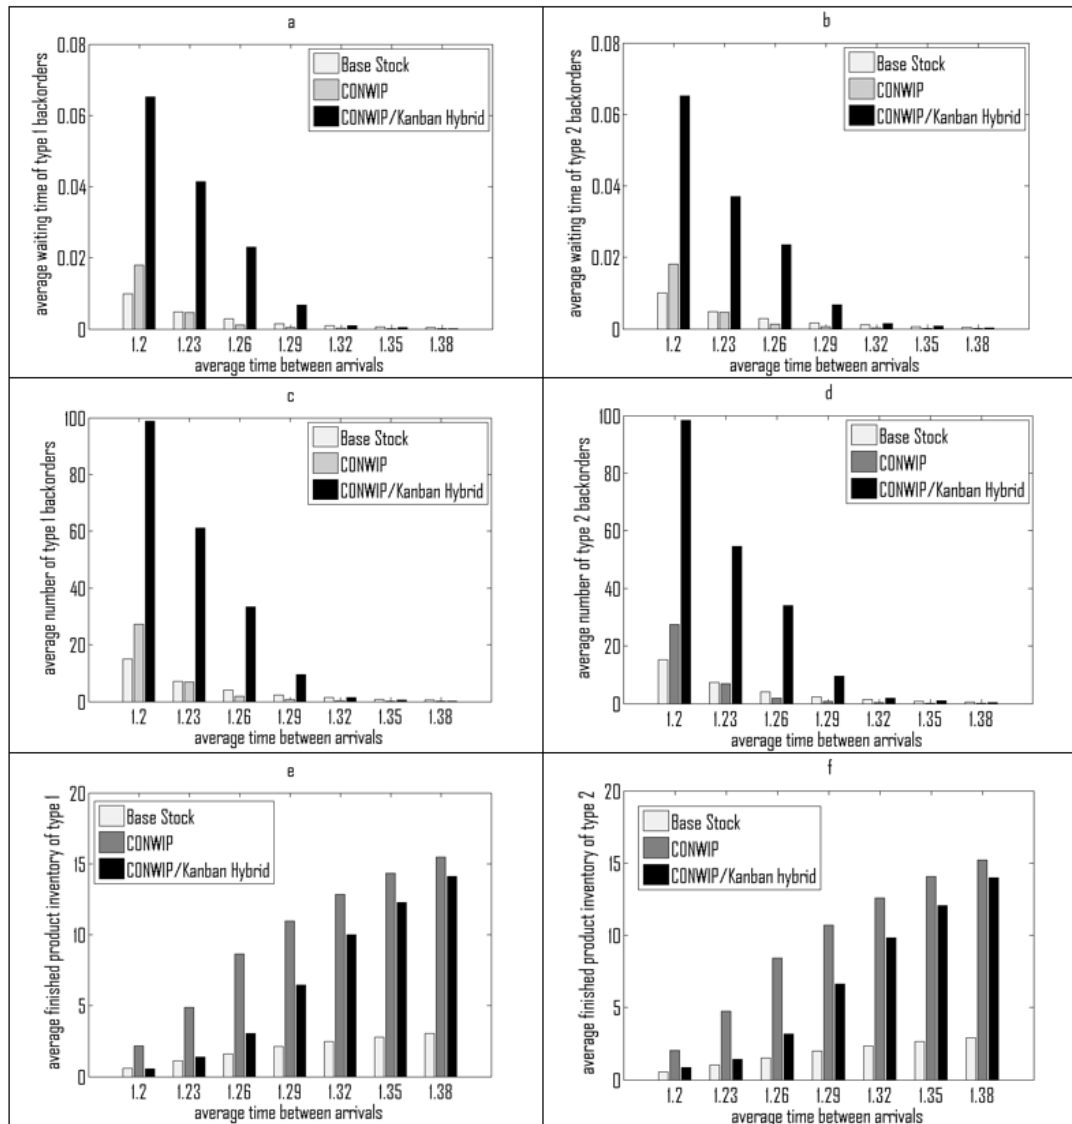 a
average waiting time of type 1 backorders
0.08
0.06
0.04
0.02
0
Base Stock
CONWIP
CONWIP/Kanban Hybrid
1.2 1.23 1.26 1.29 1.32 1.35 1.38
average time between arrivals
b
average waiting time of type 2 backorders
0.08
0.06
0.04
0.02
0
Base Stock
CONWIP
CONWIP/Kanban Hybrid
1.2 1.23 1.26 1.29 1.32 1.35 1.38
average time between arrivals
c
average number of type 1 backorders
100
80
60
40
20
0
Base Stock
CONWIP
CONWIP/Kanban Hybrid
1.2 1.23 1.26 1.29 1.32 1.35 1.38
average time between arrivals
d
average number of type 2 backorders
100
80
60
40
20
0
Base Stock
CONWIP
CONWIP/Kanban Hybrid
1.2 1.23 1.26 1.29 1.32 1.35 1.38
average time between arrivals
e
average finished product inventory of type 1
20
15
10
5
0
Base Stock
CONWIP
CONWIP/Kanban Hybrid
1.2 1.23 1.26 1.29 1.32 1.35 1.38
average time between arrivals
f
average finished product inventory of type 2
20
15
10
5
0
Base Stock
CONWIP
CONWIP/Kanban hybrid
1.2 1.23 1.26 1.29 1.32 1.35 1.38
average time between arrivals